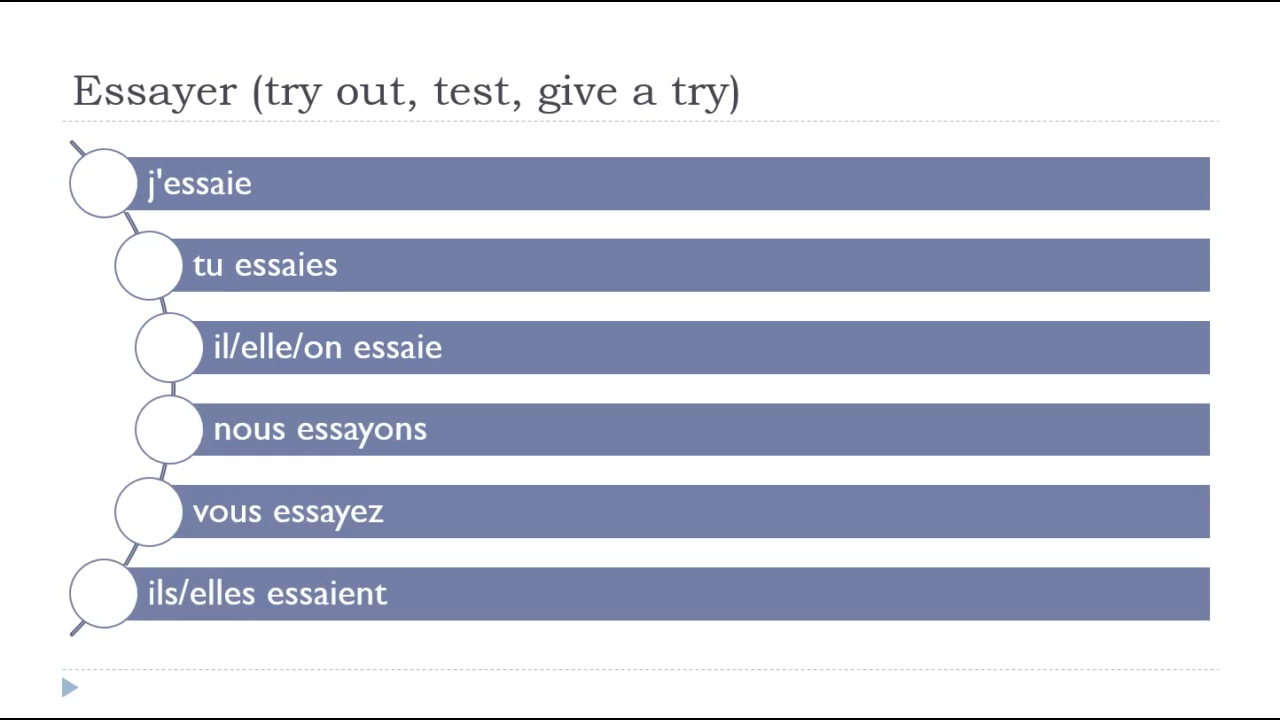 Essayer (try out, test, give a try)
j'essaie
tu essaies
il/elle/on essaie
nous essayons
vous essayez
ils/elles essaient